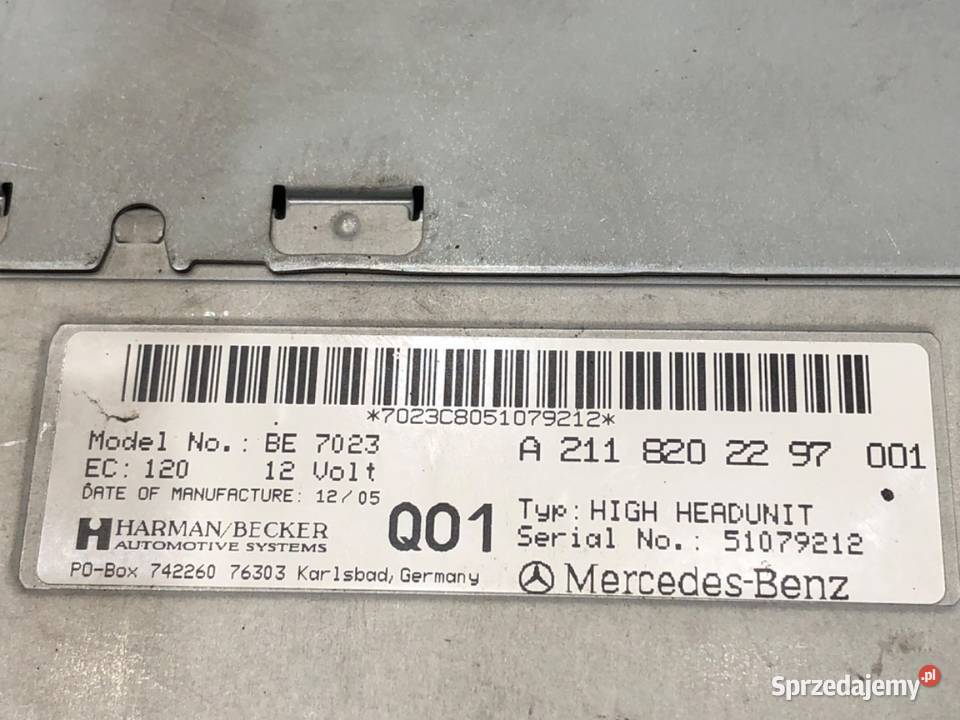 *7023C8051079212*
Model No.: BE 7023
A 211 820 22 97 001
EC: 120 12 Volt
DATE OF MANUFACTURE: 12/05
Q01
Typ: HIGH HEADUNIT
HARMAN/BECKER
AUTOMOTIVE SYSTEMS
Serial No.: 51079212
PO-Box 742260 76303 Karlsbad, Germany
Mercedes-Benz
Sprzedajemy.pl